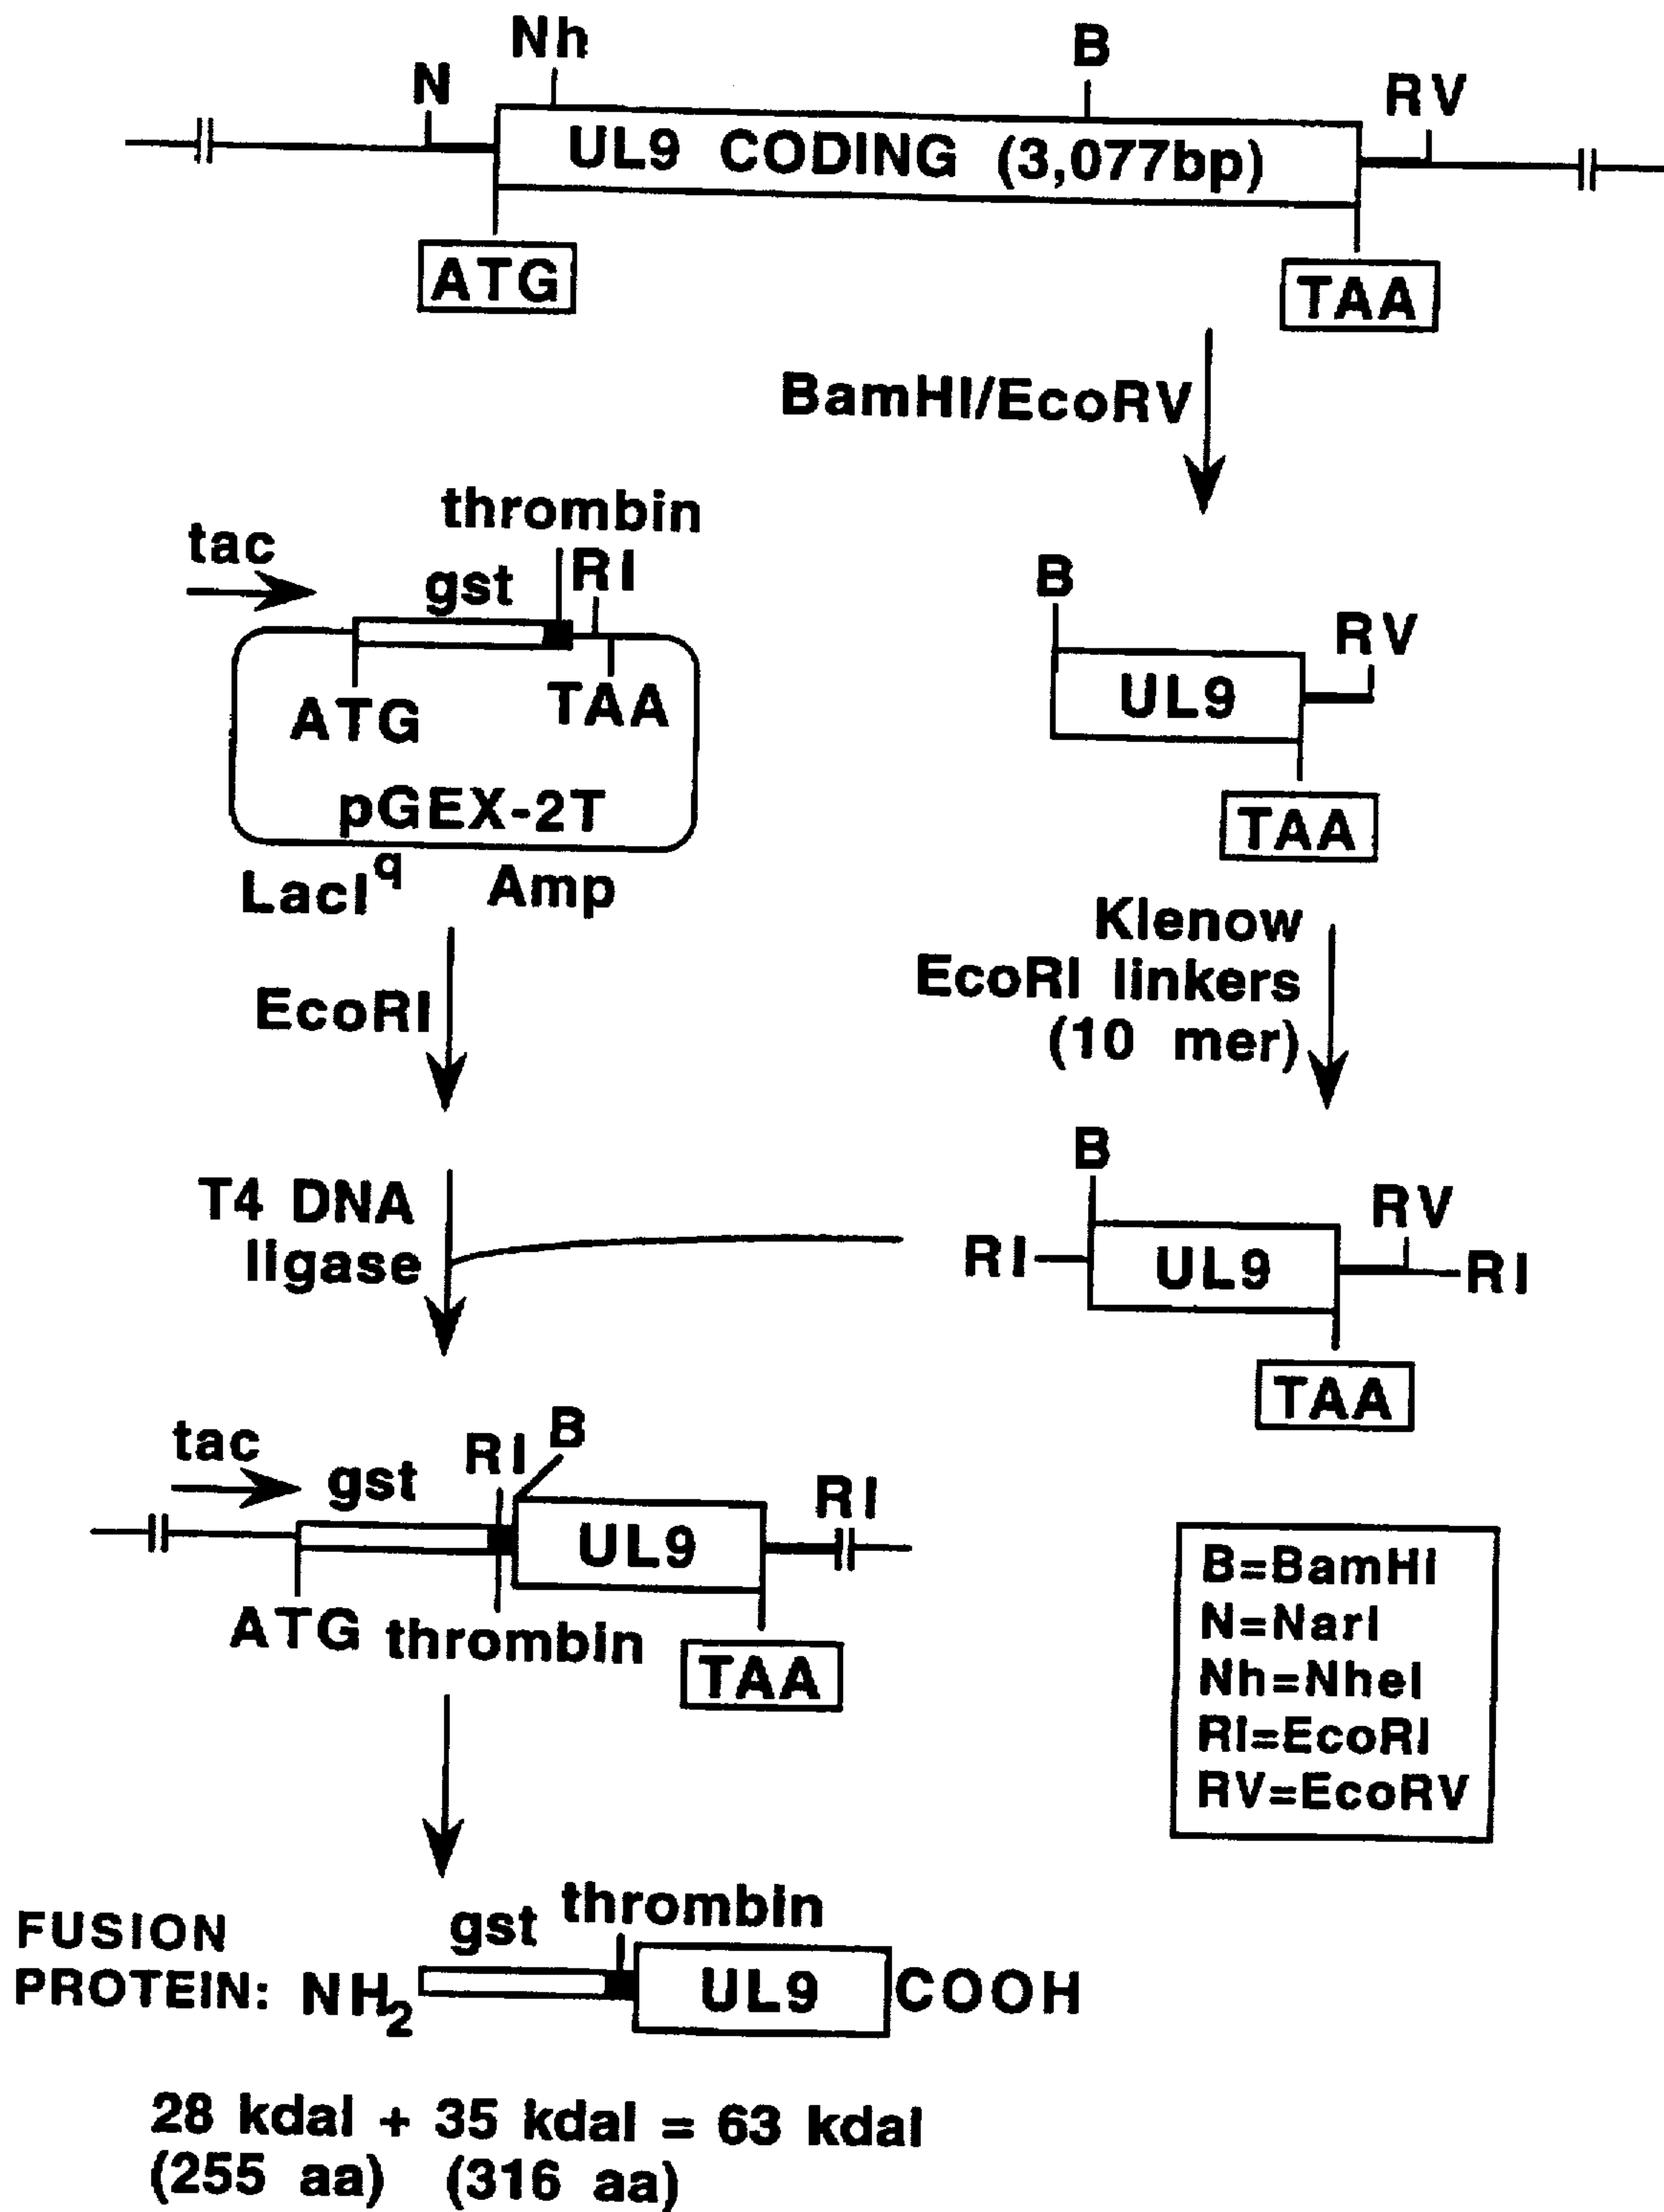 Nh
B
N
RV
UL9 CODING (3,077bp)
ATG
TAA
BamHI/EcoRV
thrombin
tac
gst
RI
ATG
TAA
pGEX-2T
LacI^q
Amp
B
RV
UL9
TAA
EcoRI
Klenow
EcoRI linkers
(10 mer)
T4 DNA
ligase
B
RV
RI
UL9
RI
TAA
tac
gst
RI
B
RI
UL9
ATG
thrombin
TAA
B=BamHI
N=NarI
Nh=NheI
RI=EcoRI
RV=EcoRV
gst
thrombin
FUSION
PROTEIN: NH2
UL9
COOH
28 kdal + 35 kdal = 63 kdal
(255 aa) (316 aa)